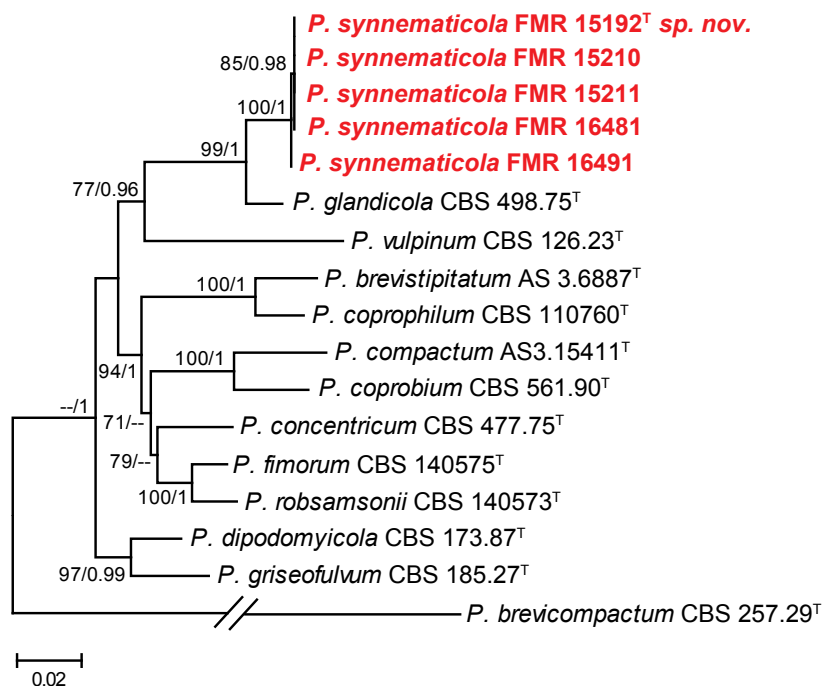 P. synnematicola FMR 15192ᵀ sp. nov.
P. synnematicola FMR 15210
85/0.98
P. synnematicola FMR 15211
100/1
P. synnematicola FMR 16481
99/1
P. synnematicola FMR 16491
77/0.96
P. glandicola CBS 498.75ᵀ
P. vulpinum CBS 126.23ᵀ
100/1
P. brevistipitatum AS 3.6887ᵀ
P. coprophilum CBS 110760ᵀ
100/1
P. compactum AS3.15411ᵀ
94/1
P. coprobium CBS 561.90ᵀ
--/1
71/--
P. concentricum CBS 477.75ᵀ
79/--
P. fimorum CBS 140575ᵀ
100/1
P. robsamsonii CBS 140573ᵀ
P. dipodomyicola CBS 173.87ᵀ
97/0.99
P. griseofulvum CBS 185.27ᵀ
P. brevicompactum CBS 257.29ᵀ
0.02